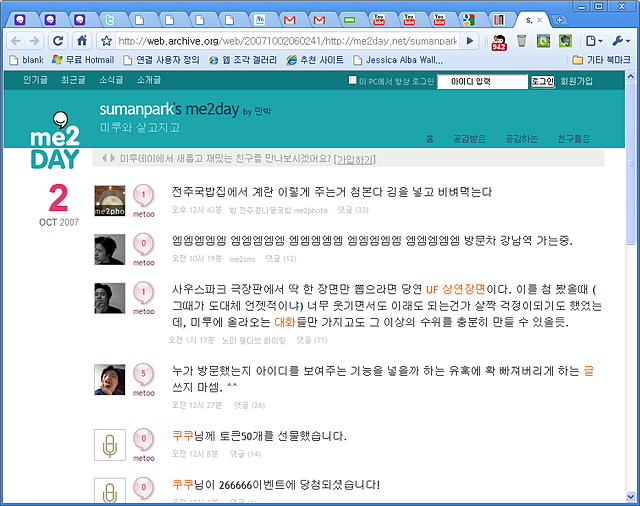 s.
http://web.archive.org/web/20071002060241/http://me2day.net/sumanpark
942
blank 무료 Hotmail 연결 사용자 정의 웹 조각 갤러리 추천 사이트 Jessica Alba Wall... 기타 북마크
인기글 최근글 소식글 소개글 이 PC에서 항상 로그인 아이디 입력 로그인 회원가입
me2DAY
sumanpark's me2day by 만박
미투와 살고지고
홈 공감받은 공감하는 친구들은
미투데이에서 새롭고 재밌는 친구를 만나보시겠어요? [가입하기]
2
OCT 2007
me2pho
1
metoo
전주국밥집에서 계란 이렇게 주는거 첨본다 김을 넣고 비벼먹는다
오후 12시 43분 밥 전주콩나물국밥 me2photo 댓글 (33)
0
metoo
엠엠엠엠엠 엠엠엠엠엠 엠엠엠엠엠 엠엠엠엠엠 엠엠엠엠엠 방문차 강남역 가는중.
오전 10시 19분 me2sms 댓글 (12)
1
metoo
사우스파크 극장판에서 딱 한 장면만 뽑으라면 당연 UF 상연장면이다. 이를 첨 봤을때 (
그때가 도대체 언젯적이냐) 너무 웃기면서도 이래도 되는건가 살짝 걱정이되기도 했었는
데, 미투에 올라오는 대화들만 가지고도 그 이상의 수위를 충분히 만들 수 있을듯.
오전 1시 17분 노마 몰디브 화이팅 댓글 (11)
5
metoo
누가 방문했는지 아이디를 보여주는 기능을 넣을까 하는 유혹에 확 빠져버리게 하는 글
쓰지 마셈. ^^
오전 12시 27분 댓글 (26)
0
metoo
쿠쿠님께 토큰50개를 선물했습니다.
오전 12시 8분 댓글 (14)
0
쿠쿠님이 266666이벤트에 당첨되셨습니다!